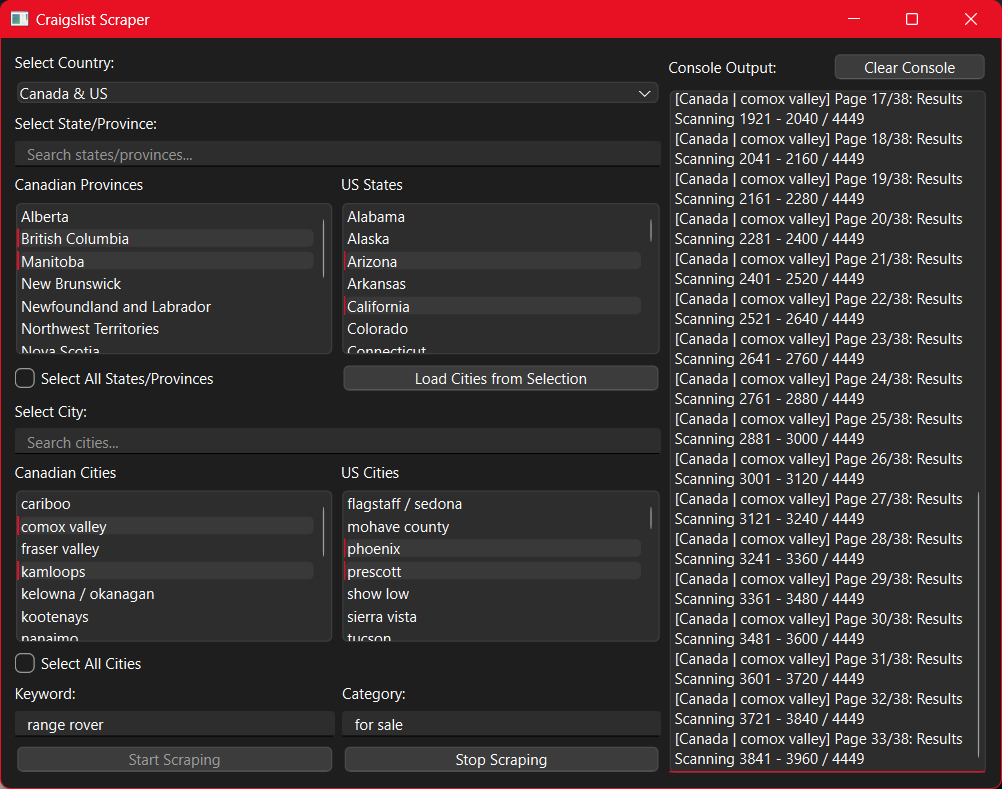 Craigslist Scraper
Select Country:
Canada & US
Select State/Province:
Search states/provinces...
Canadian Provinces
Alberta
British Columbia
Manitoba
New Brunswick
Newfoundland and Labrador
Northwest Territories
Nova Scotia
US States
Alabama
Alaska
Arizona
Arkansas
California
Colorado
Connecticut
Select All States/Provinces
Load Cities from Selection
Select City:
Search cities...
Canadian Cities
cariboo
comox valley
fraser valley
kamloops
kelowna / okanagan
kootenays
nanaimo
US Cities
flagstaff / sedona
mohave county
phoenix
prescott
show low
sierra vista
tucson
Select All Cities
Keyword:
range rover
Category:
for sale
Start Scraping
Stop Scraping
Console Output:
Clear Console
[Canada | comox valley] Page 17/38: Results
Scanning 1921 - 2040 / 4449
[Canada | comox valley] Page 18/38: Results
Scanning 2041 - 2160 / 4449
[Canada | comox valley] Page 19/38: Results
Scanning 2161 - 2280 / 4449
[Canada | comox valley] Page 20/38: Results
Scanning 2281 - 2400 / 4449
[Canada | comox valley] Page 21/38: Results
Scanning 2401 - 2520 / 4449
[Canada | comox valley] Page 22/38: Results
Scanning 2521 - 2640 / 4449
[Canada | comox valley] Page 23/38: Results
Scanning 2641 - 2760 / 4449
[Canada | comox valley] Page 24/38: Results
Scanning 2761 - 2880 / 4449
[Canada | comox valley] Page 25/38: Results
Scanning 2881 - 3000 / 4449
[Canada | comox valley] Page 26/38: Results
Scanning 3001 - 3120 / 4449
[Canada | comox valley] Page 27/38: Results
Scanning 3121 - 3240 / 4449
[Canada | comox valley] Page 28/38: Results
Scanning 3241 - 3360 / 4449
[Canada | comox valley] Page 29/38: Results
Scanning 3361 - 3480 / 4449
[Canada | comox valley] Page 30/38: Results
Scanning 3481 - 3600 / 4449
[Canada | comox valley] Page 31/38: Results
Scanning 3601 - 3720 / 4449
[Canada | comox valley] Page 32/38: Results
Scanning 3721 - 3840 / 4449
[Canada | comox valley] Page 33/38: Results
Scanning 3841 - 3960 / 4449